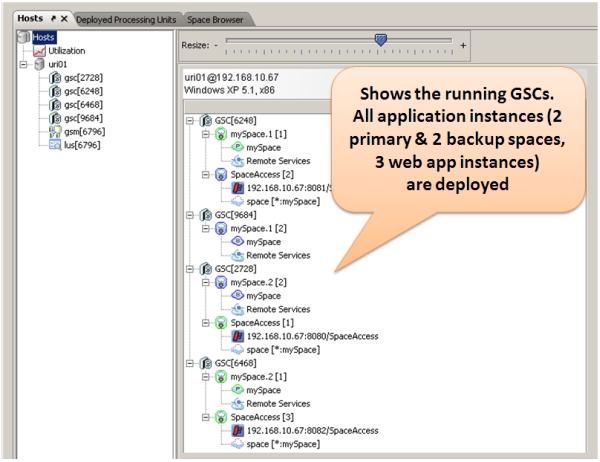 Hosts
Deployed Processing Units
Space Browser
Hosts
Utilization
uri01
gsc[2728]
gsc[6248]
gsc[6468]
gsc[9684]
gsm[6796]
lus[6796]
Resize: -
+
uri01@192.168.10.67
Windows XP 5.1, x86
GSC[6248]
mySpace.1 [1]
mySpace
Remote Services
SpaceAccess [2]
192.168.10.67:8081/S
space [*:mySpace]
GSC[9684]
mySpace.1 [2]
mySpace
Remote Services
GSC[2728]
mySpace.2 [2]
mySpace
Remote Services
SpaceAccess [1]
192.168.10.67:8080/SpaceAccess
space [*:mySpace]
GSC[6468]
mySpace.2 [1]
mySpace
Remote Services
SpaceAccess [3]
192.168.10.67:8082/SpaceAccess
space [*:mySpace]
Shows the running GSCs.
All application instances (2
primary & 2 backup spaces,
3 web app instances)
are deployed